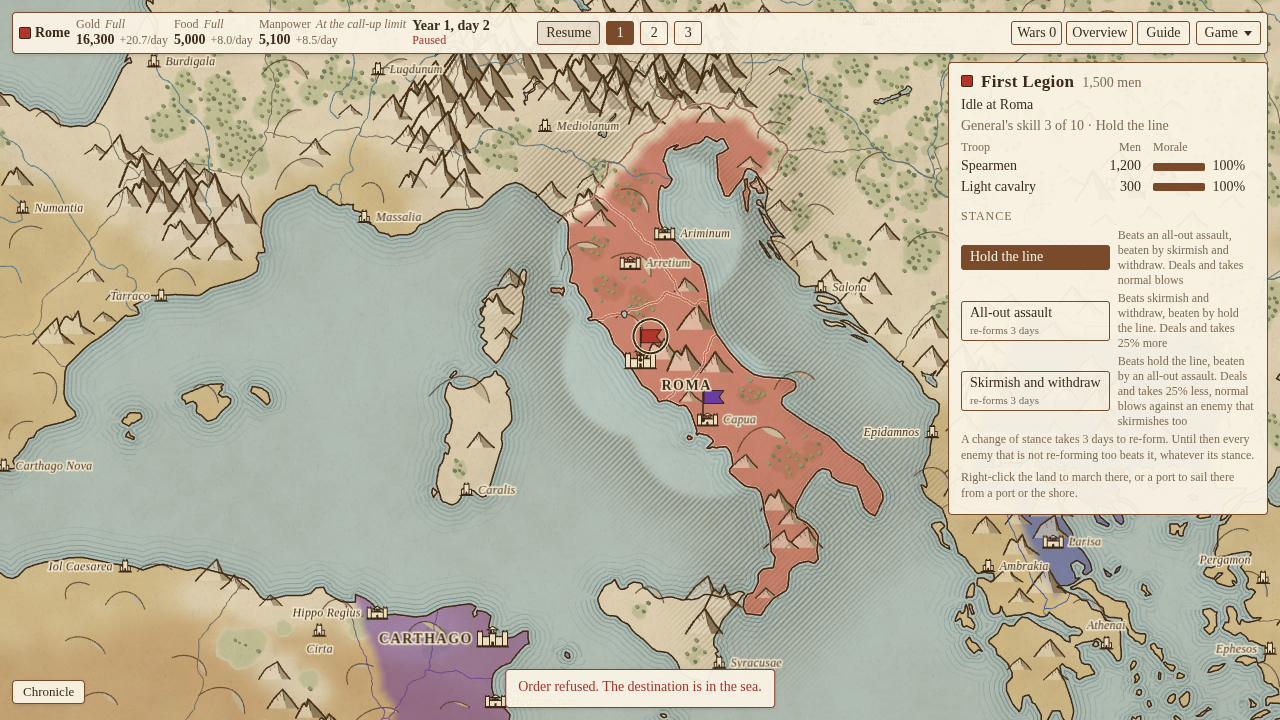 Rome
Gold Full
16,300 +20.7/day
Food Full
5,000 +8.0/day
Manpower At the call-up limit
5,100 +8.5/day
Year 1, day 2
Paused
Resume
1
2
3
Wars 0
Overview
Guide
Game
Burdigala
Lugdunum
Mediolanum
Numantia
Massalia
Ariminum
Arretium
Tarraco
Salona
ROMA
Capua
Epidamnos
Carthago Nova
Caralis
Iol Caesarea
Hippo Regius
Cirta
CARTHAGO
Syracusae
Larisa
Ambrakia
Pergamon
Athenai
Ephesos
First Legion 1,500 men
Idle at Roma
General's skill 3 of 10 · Hold the line
Troop Men Morale
Spearmen 1,200 100%
Light cavalry 300 100%
STANCE
Hold the line
Beats an all-out assault,
beaten by skirmish and
withdraw. Deals and takes
normal blows
All-out assault
re-forms 3 days
Beats skirmish and
withdraw, beaten by hold
the line. Deals and takes
25% more
Skirmish and withdraw
re-forms 3 days
Beats hold the line, beaten
by an all-out assault. Deals
and takes 25% less, normal
blows against an enemy that
skirmishes too
A change of stance takes 3 days to re-form. Until then every
enemy that is not re-forming too beats it, whatever its stance.
Right-click the land to march there, or a port to sail there
from a port or the shore.
Chronicle
Order refused. The destination is in the sea.